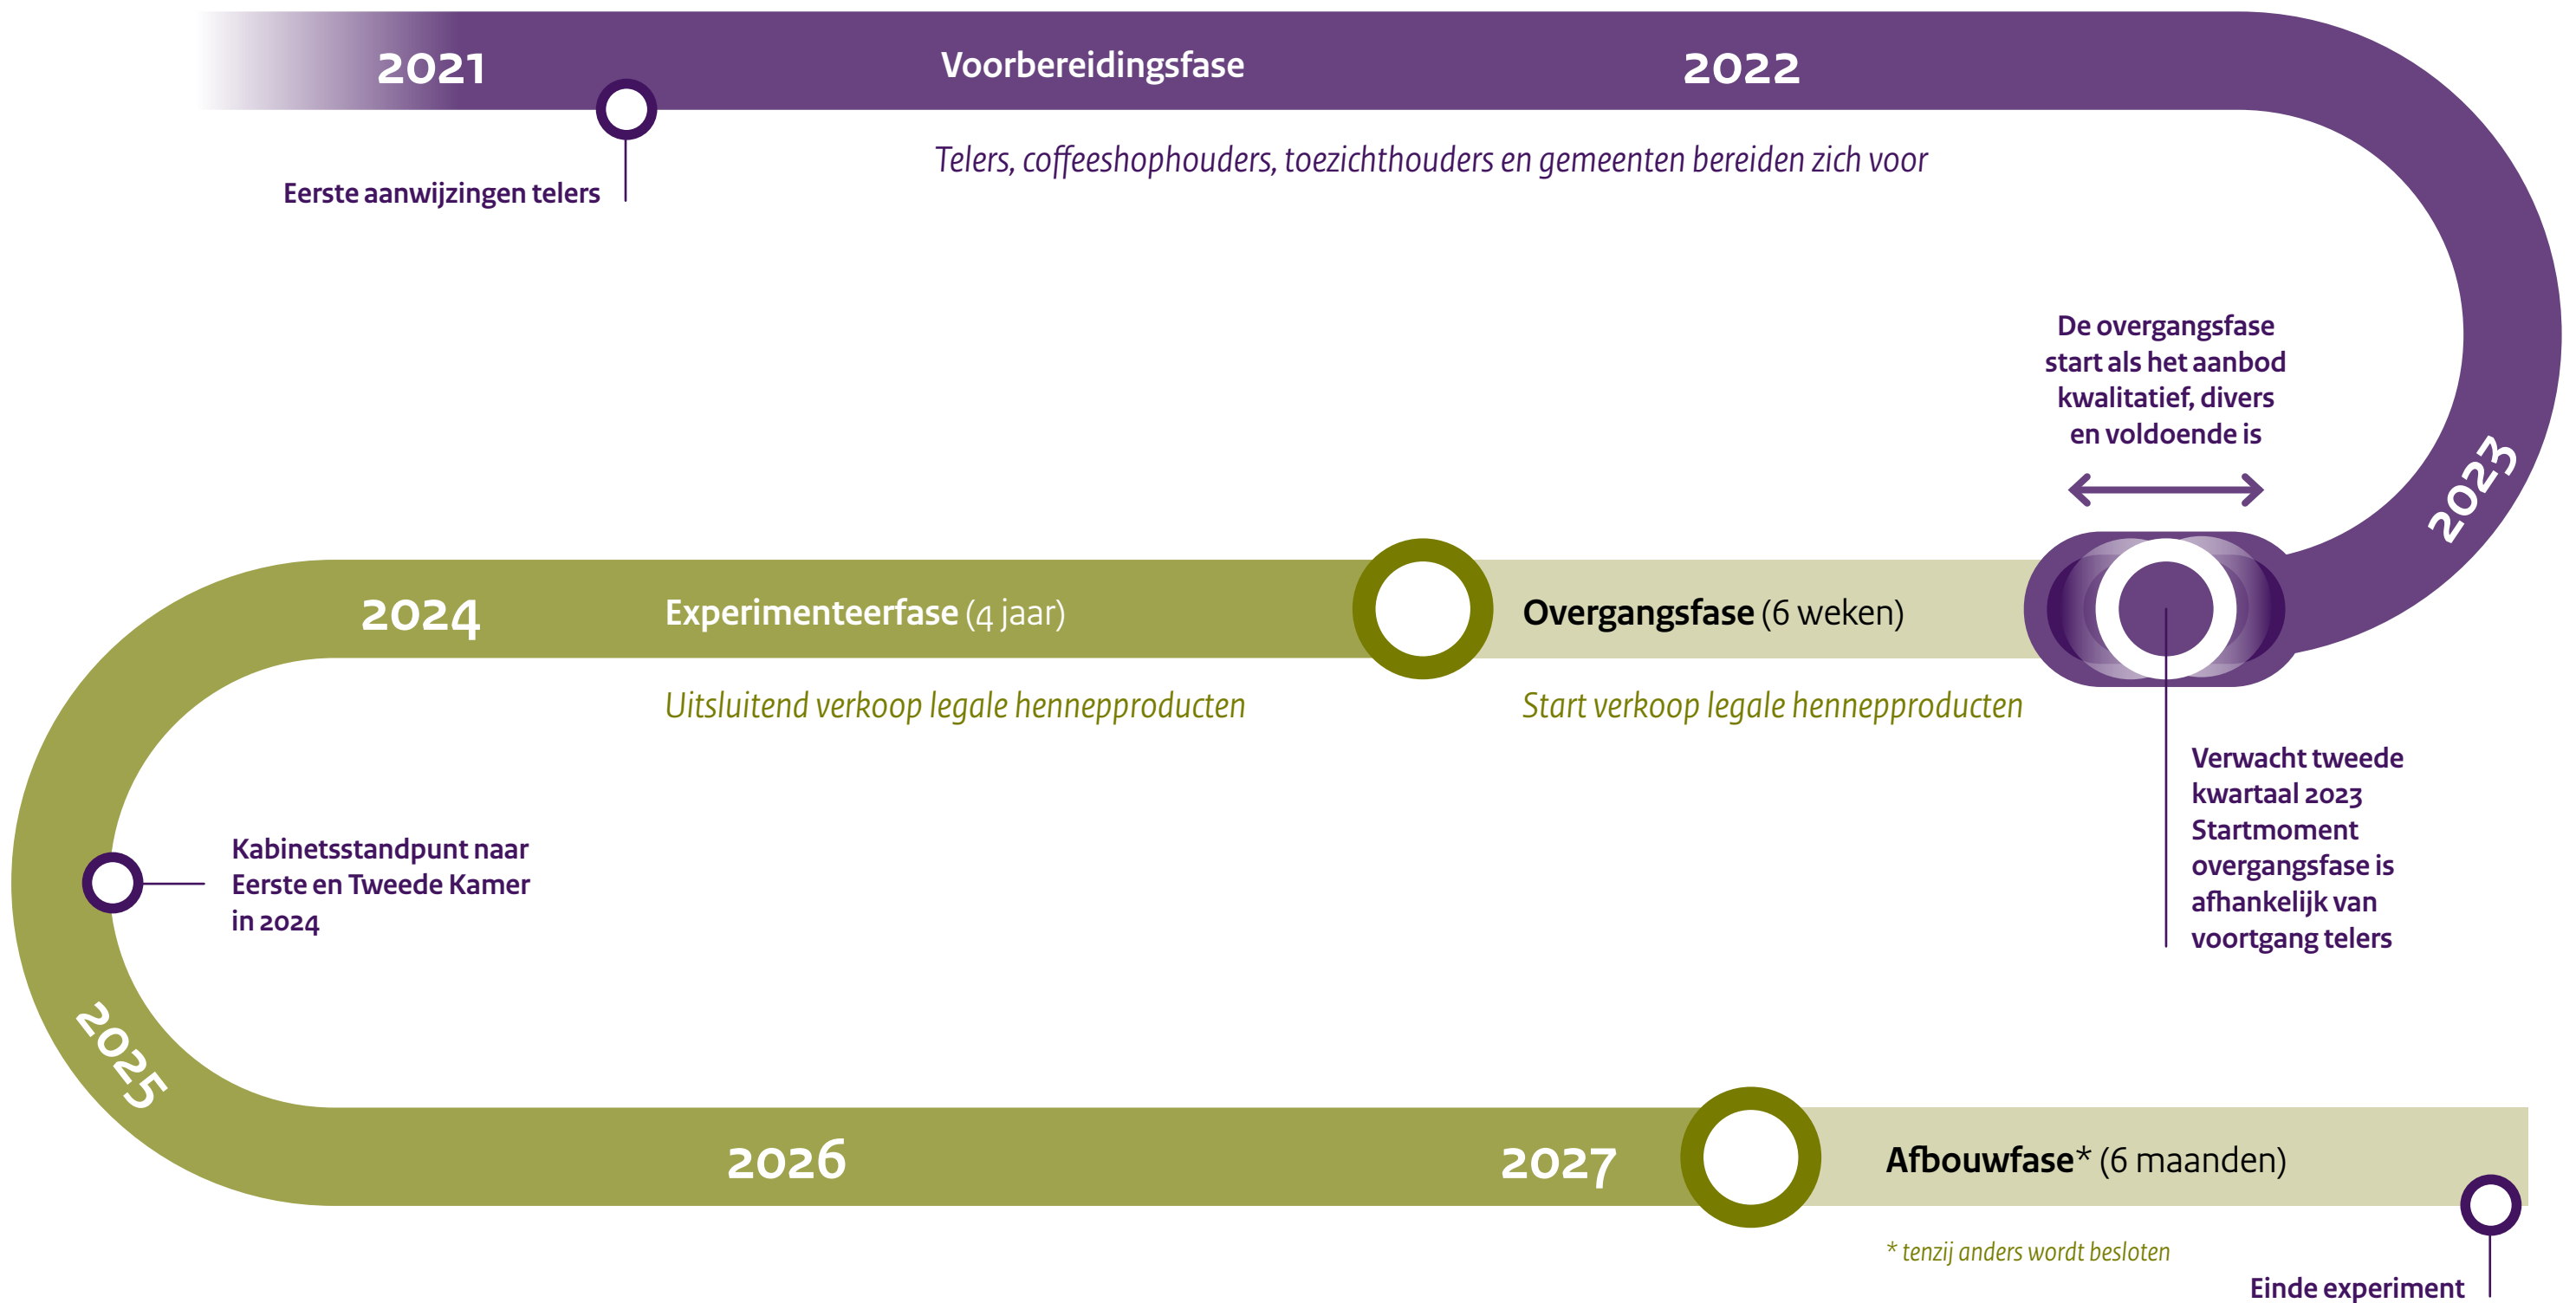 2021
Voorbereidingsfase
2022
Eerste aanwijzingen telers
Telers, coffeeshophouders, toezichthouders en gemeenten bereiden zich voor
2023
De overgangsfase
start als het aanbod
kwalitatief, divers
en voldoende is
Overgangsfase (6 weken)
Start verkoop legale hennepproducten
Verwacht tweede
kwartaal 2023
Startmoment
overgangsfase is
afhankelijk van
voortgang telers
Experimenteerfase (4 jaar)
Uitsluitend verkoop legale hennepproducten
2024
Kabinetsstandpunt naar
Eerste en Tweede Kamer
in 2024
2025
2026
2027
Afbouwfase* (6 maanden)
* tenzij anders wordt besloten
Einde experiment